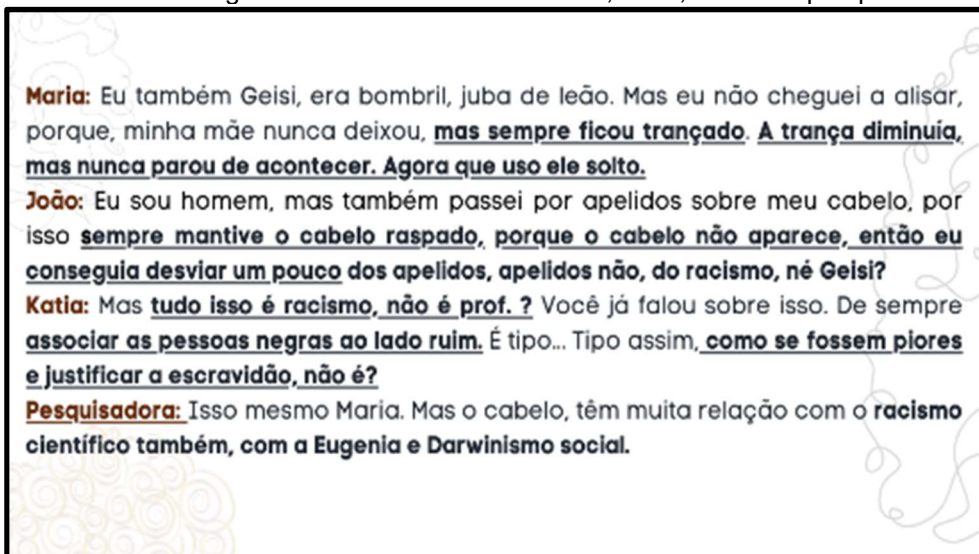 Maria: Eu também Geisi, era bombril, juba de leão. Mas eu não cheguei a alisar,
porque, minha mãe nunca deixou, mas sempre ficou trançado. A trança diminuía,
mas nunca parou de acontecer. Agora que uso ele solto.
João: Eu sou homem, mas também passei por apelidos sobre meu cabelo, por
isso sempre mantive o cabelo raspado, porque o cabelo não aparece, então eu
conseguia desviar um pouco dos apelidos, apelidos não, do racismo, né Geisi?
Katia: Mas tudo isso é racismo, não é prof. ? Você já falou sobre isso. De sempre
associar as pessoas negras ao lado ruim. É tipo... Tipo assim, como se fossem piores
e justificar a escravidão, não é?
Pesquisadora: Isso mesmo Maria. Mas o cabelo, têm muita relação com o racismo
científico também, com a Eugenia e Darwinismo social.